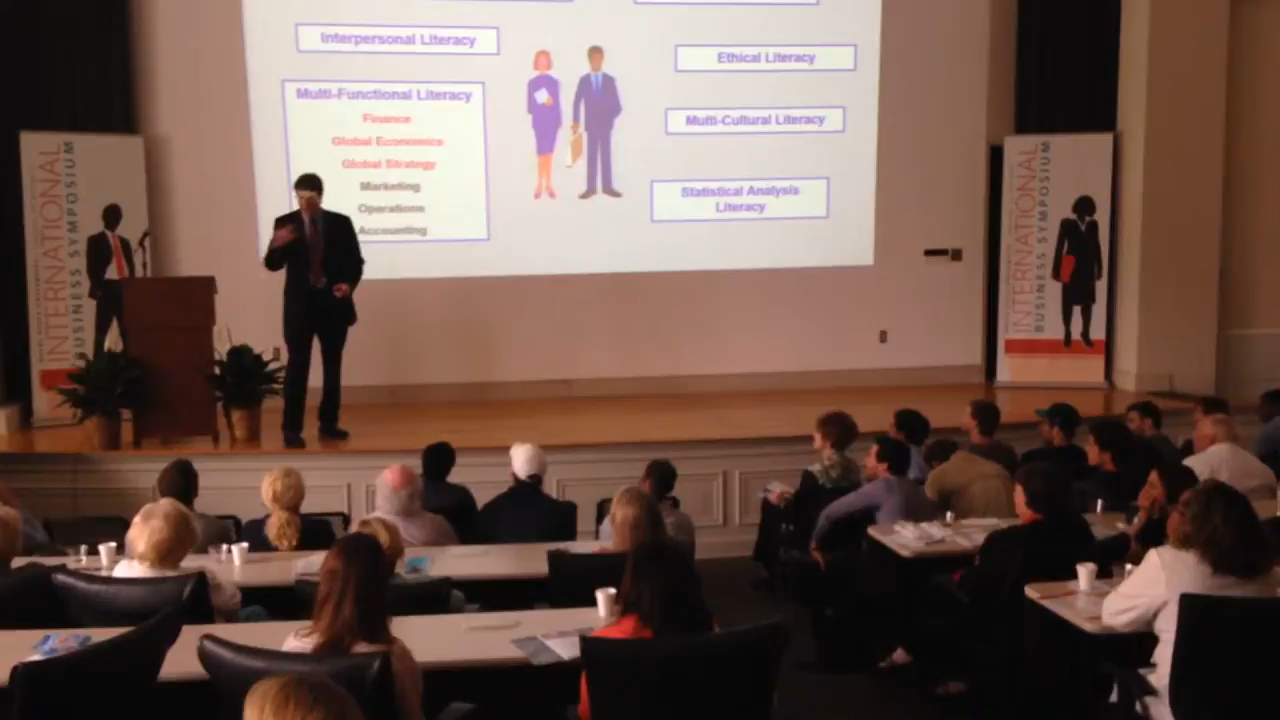 Interpersonal Literacy
Multi-Functional Literacy
Finance
Global Economics
Global Strategy
Marketing
Operations
Accounting
Ethical Literacy
Multi-Cultural Literacy
Statistical Analysis
Literacy
INTERNATIONAL
BUSINESS SYMPOSIUM
INTERNATIONAL
BUSINESS SYMPOSIUM